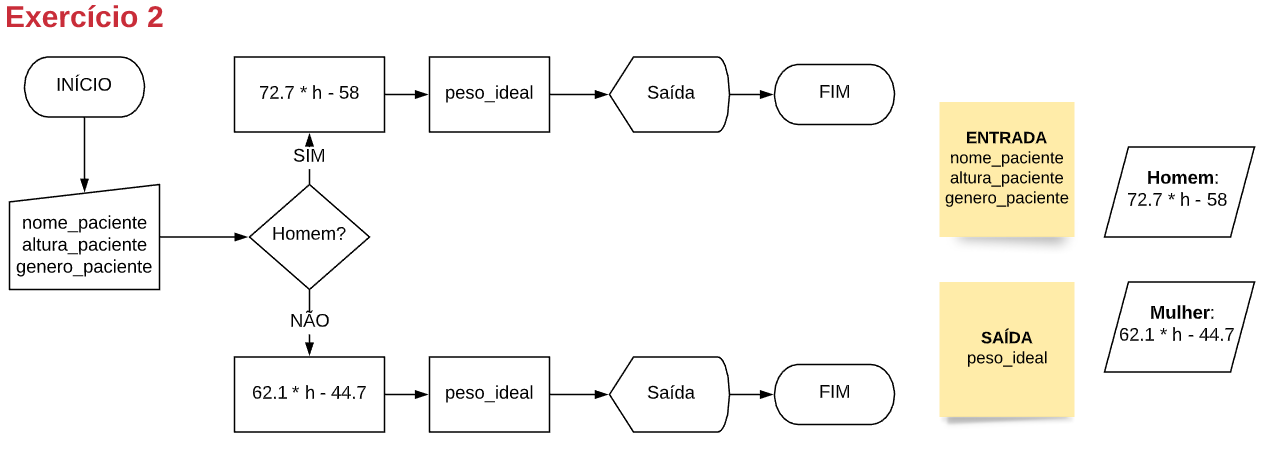 Exercício 2
INÍCIO
72.7 * h - 58
peso_ideal
Saída
FIM
SIM
nome_paciente
altura_paciente
genero_paciente
Homem?
NÃO
62.1 * h - 44.7
peso_ideal
Saída
FIM
ENTRADA
nome_paciente
altura_paciente
genero_paciente
Homem:
72.7 * h - 58
SAÍDA
peso_ideal
Mulher:
62.1 * h - 44.7